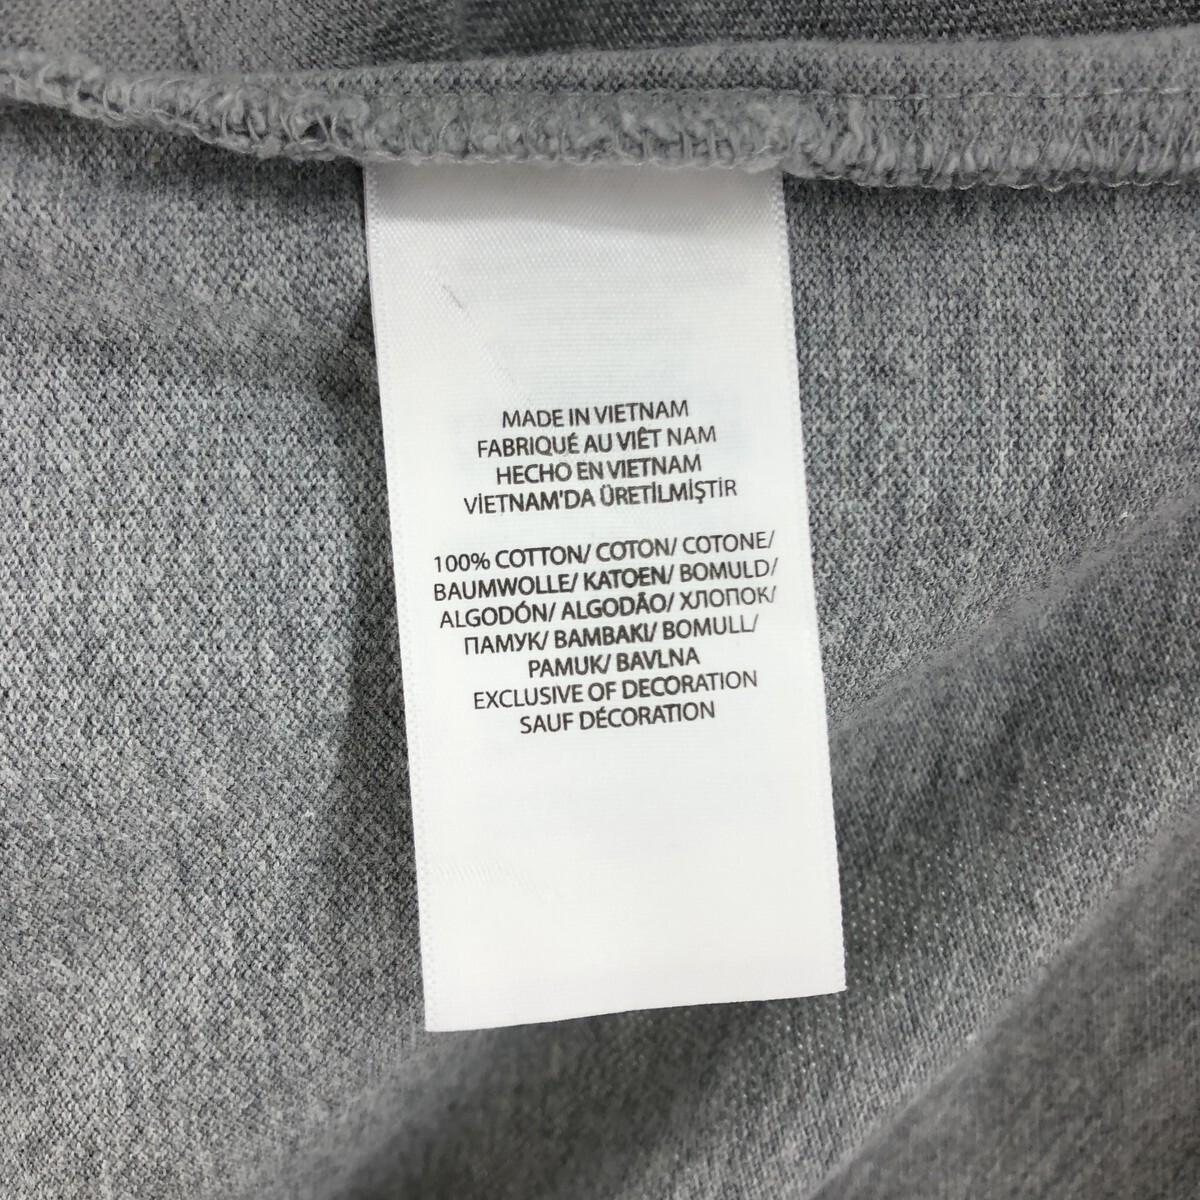 MADE IN VIETNAM
FABRIQUÉ AU VIÊT NAM
HECHO EN VIETNAM
VİETNAM'DA ÜRETİLMİŞTİR
100% COTTON/ COTON/ COTONE/
BAUMWOLLE/ KATOEN/ BOMULD/
ALGODÓN/ ALGODÃO/ ХЛОПОК/
ПАМУК/ BAMBAKI/ BOMULL/
PAMUK/ BAVLNA
EXCLUSIVE OF DECORATION
SAUF DÉCORATION